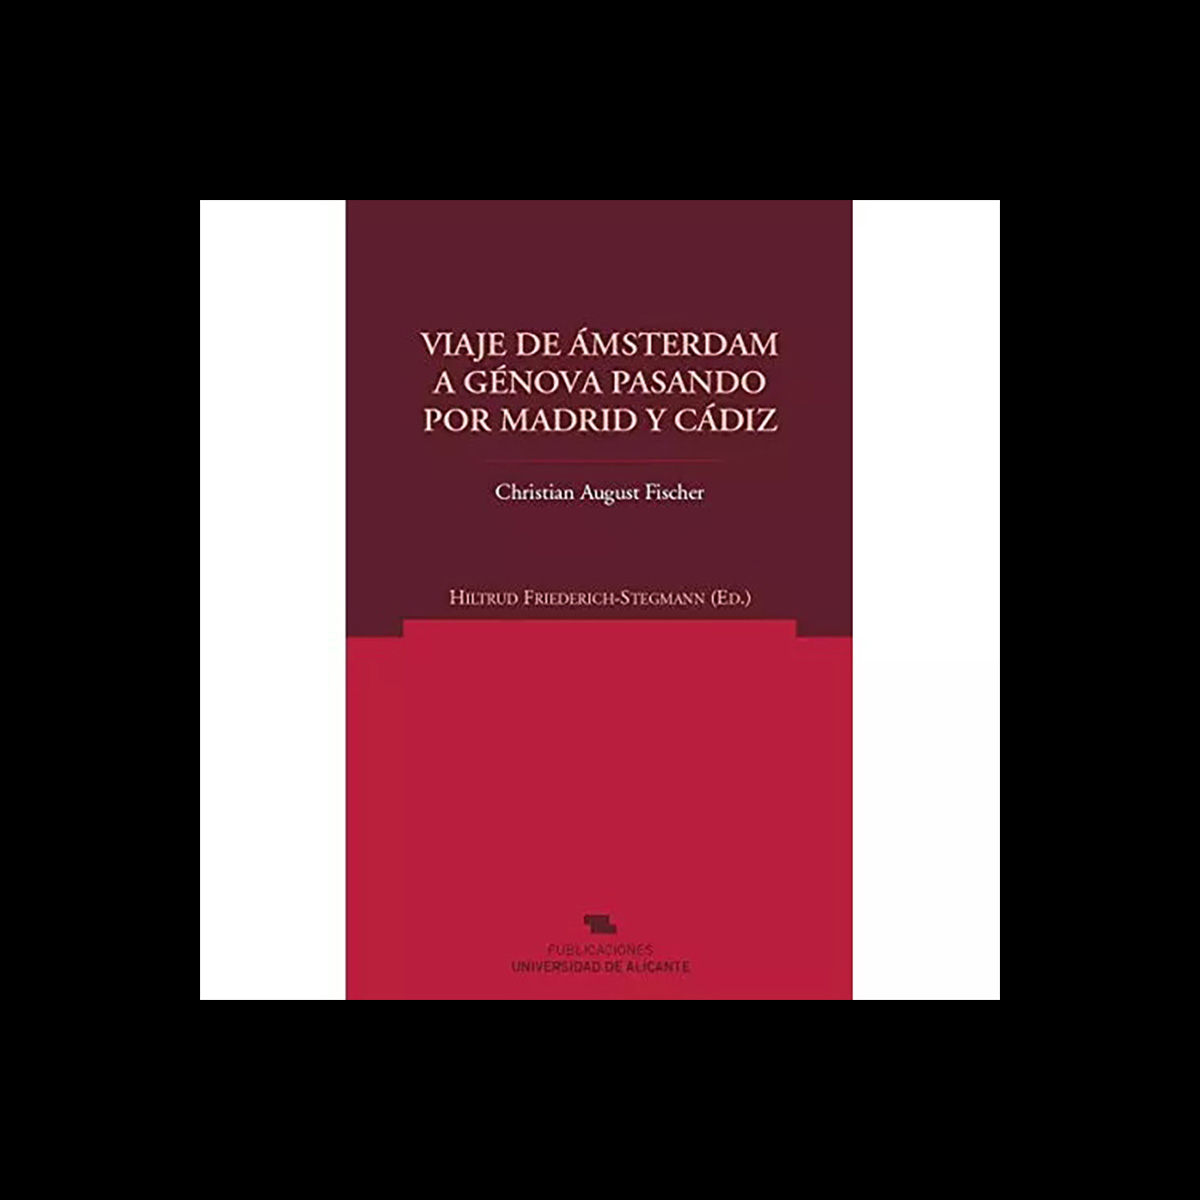 VIAJE DE ÁMSTERDAM
A GÉNOVA PASANDO
POR MADRID Y CÁDIZ
Christian August Fischer
HILTRUD FRIEDERICH-STEGMANN (ED.)
PUBLICACIONES
UNIVERSIDAD DE ALICANTE